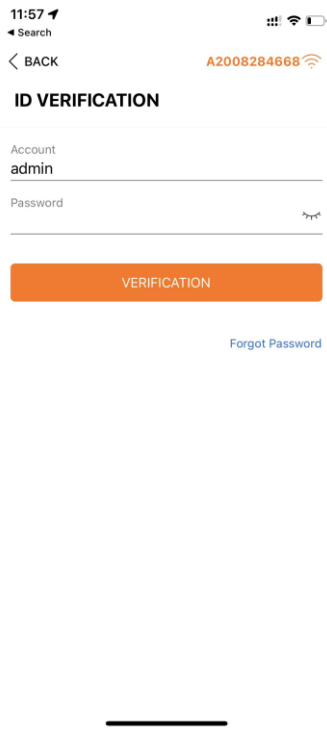 11:57
◀ Search
BACK
A2008284668
ID VERIFICATION
Account
admin
Password
VERIFICATION
Forgot Password